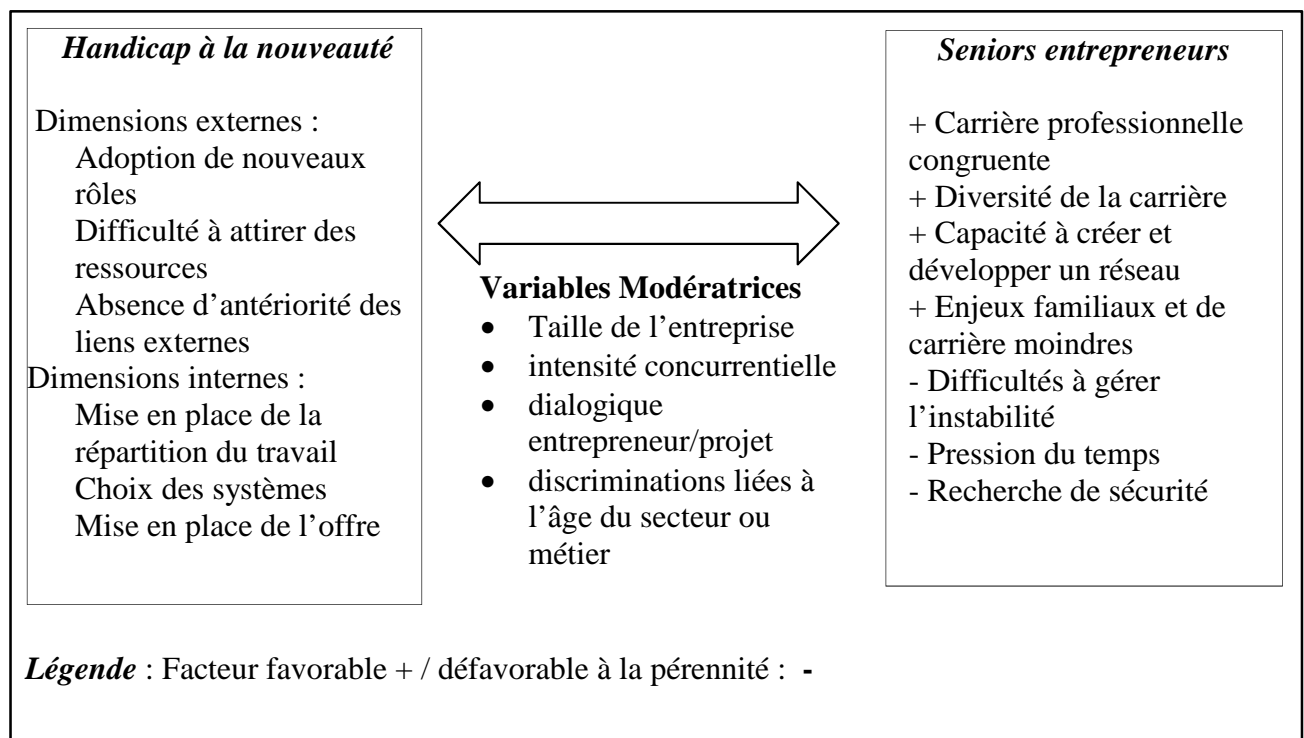 Handicap à la nouveauté
Dimensions externes :
Adoption de nouveaux
rôles
Difficulté à attirer des
ressources
Absence d’antériorité des
liens externes
Dimensions internes :
Mise en place de la
répartition du travail
Choix des systèmes
Mise en place de l’offre
Variables Modératrices
• Taille de l’entreprise
• intensité concurrentielle
• dialogique
entrepreneur/projet
• discriminations liées à
l’âge du secteur ou
métier
Seniors entrepreneurs
+ Carrière professionnelle
congruente
+ Diversité de la carrière
+ Capacité à créer et
développer un réseau
+ Enjeux familiaux et de
carrière moindres
- Difficultés à gérer
l’instabilité
- Pression du temps
- Recherche de sécurité
Légende : Facteur favorable + / défavorable à la pérennité : -